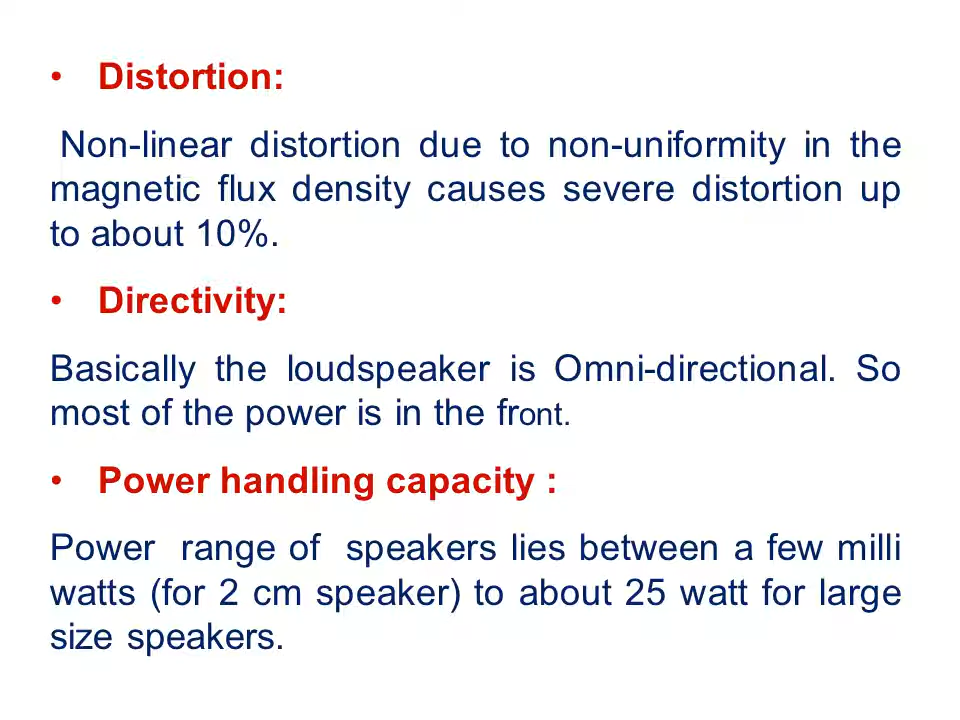 • Distortion:
Non-linear distortion due to non-uniformity in the
magnetic flux density causes severe distortion up
to about 10%.
• Directivity:
Basically the loudspeaker is Omni-directional. So
most of the power is in the front.
• Power handling capacity :
Power range of speakers lies between a few milli
watts (for 2 cm speaker) to about 25 watt for large
size speakers.